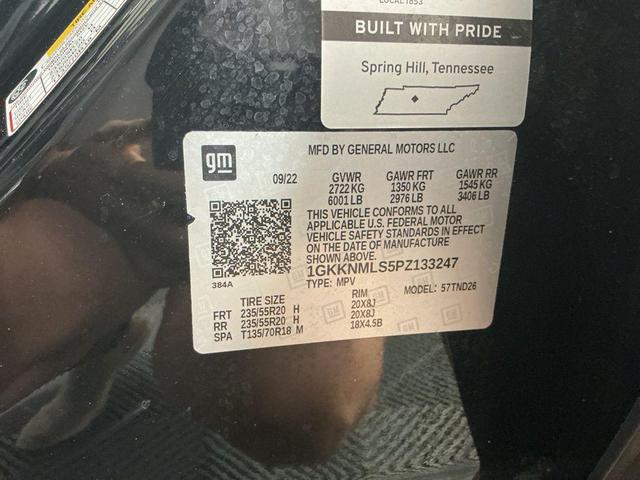 LOCAL 1853
BUILT WITH PRIDE
Spring Hill, Tennessee
gm
MFD BY GENERAL MOTORS LLC
09/22 GVWR GAWR FRT GAWR RR
2722 KG 1350 KG 1545 KG
6001 LB 2976 LB 3406 LB
THIS VEHICLE CONFORMS TO ALL
APPLICABLE U.S. FEDERAL MOTOR
VEHICLE SAFETY STANDARDS IN EFFECT
ON THE DATE OF MANUFACTURE
SHOWN ABOVE.
384A
1GKKNMLS5PZ133247
TYPE: MPV MODEL: 57TND26
TIRE SIZE RIM
FRT 235/55R20 H 20X8J
RR 235/55R20 H 20X8J
SPA T135/70R18 M 18X4.5B